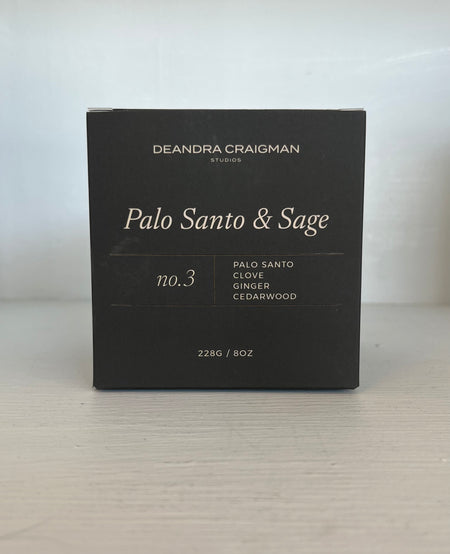 DEANDRA CRAIGMAN
STUDIOS
Palo Santo & Sage
no.3
PALO SANTO
CLOVE
GINGER
CEDARWOOD
228G / 8OZ